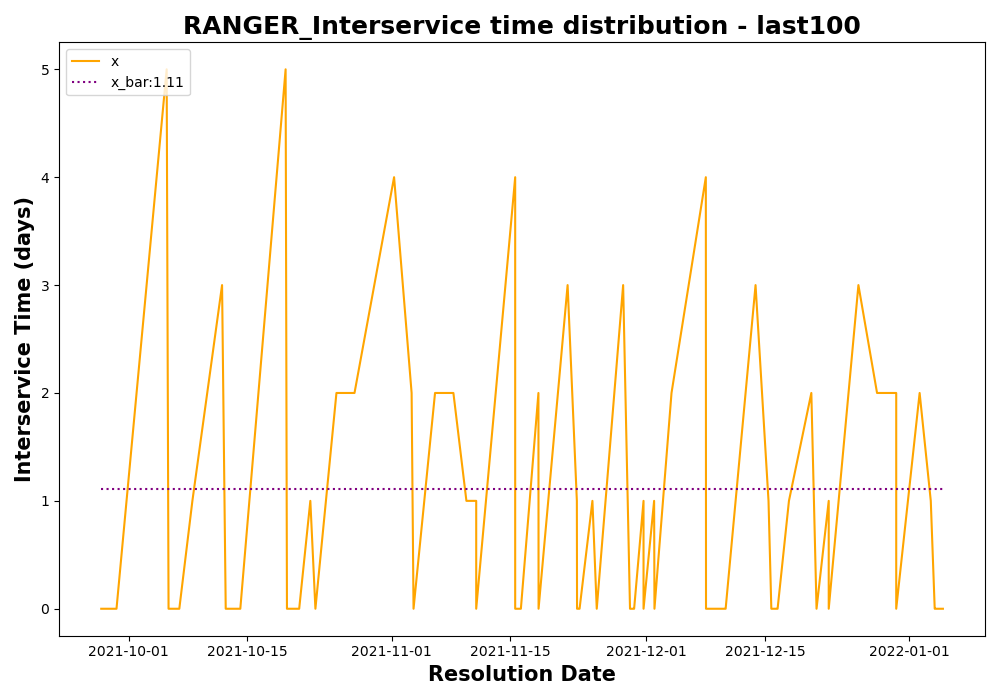 RANGER_Interservice time distribution - last100
x
x_bar:1.11
Interservice Time (days)
5
4
3
2
1
0
2021-10-01 2021-10-15 2021-11-01 2021-11-15 2021-12-01 2021-12-15 2022-01-01
Resolution Date